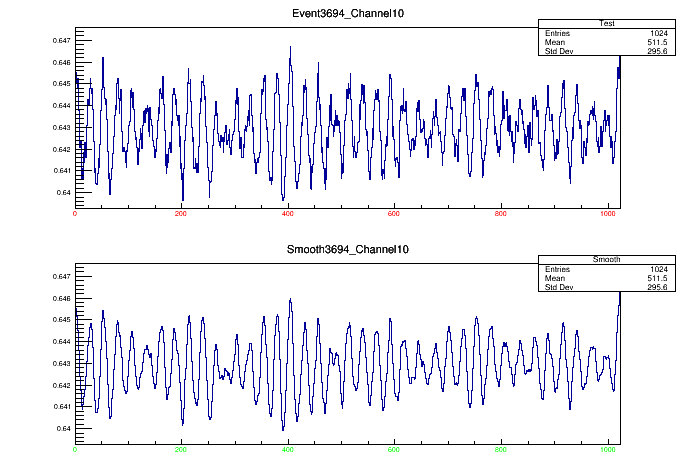 Event3694_Channel10
Test
Entries 1024
Mean 511.5
Std Dev 295.6
0.647
0.646
0.645
0.644
0.643
0.642
0.641
0.64
0 200 400 600 800 1000
Smooth3694_Channel10
Smooth
Entries 1024
Mean 511.5
Std Dev 295.6
0.647
0.646
0.645
0.644
0.643
0.642
0.641
0.64
0 200 400 600 800 1000